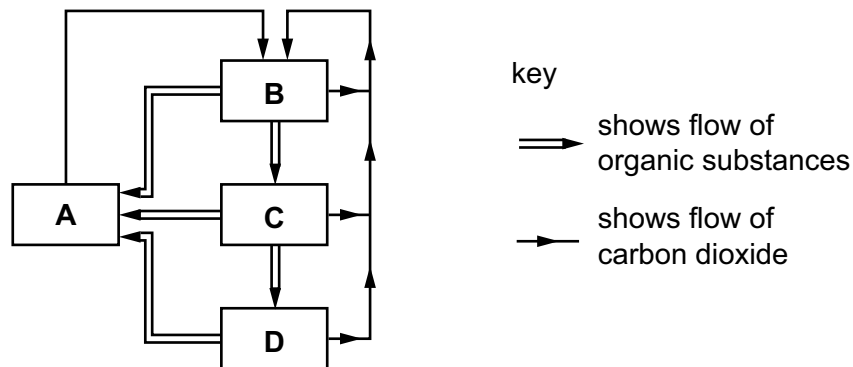 B
key
shows flow of
organic substances
A
C
shows flow of
carbon dioxide
D